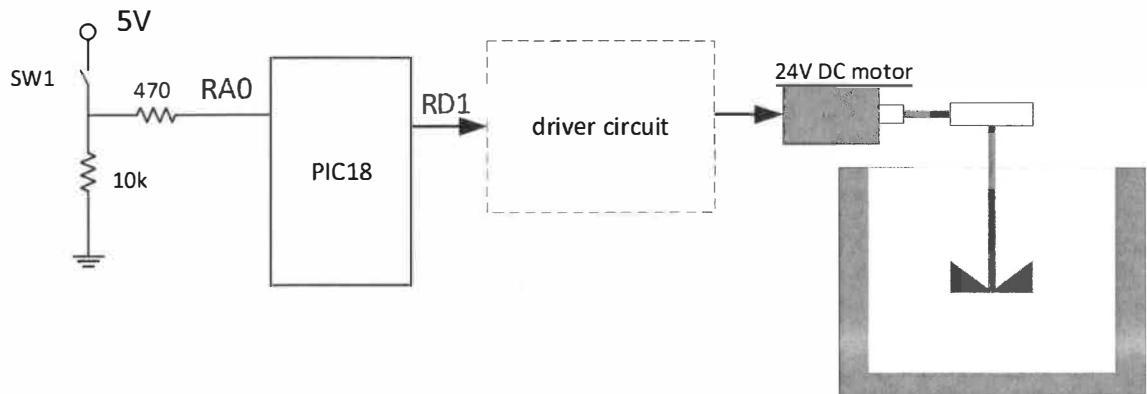 5V
SW1
470
RA0
10k
PIC18
RD1
driver circuit
24V DC motor